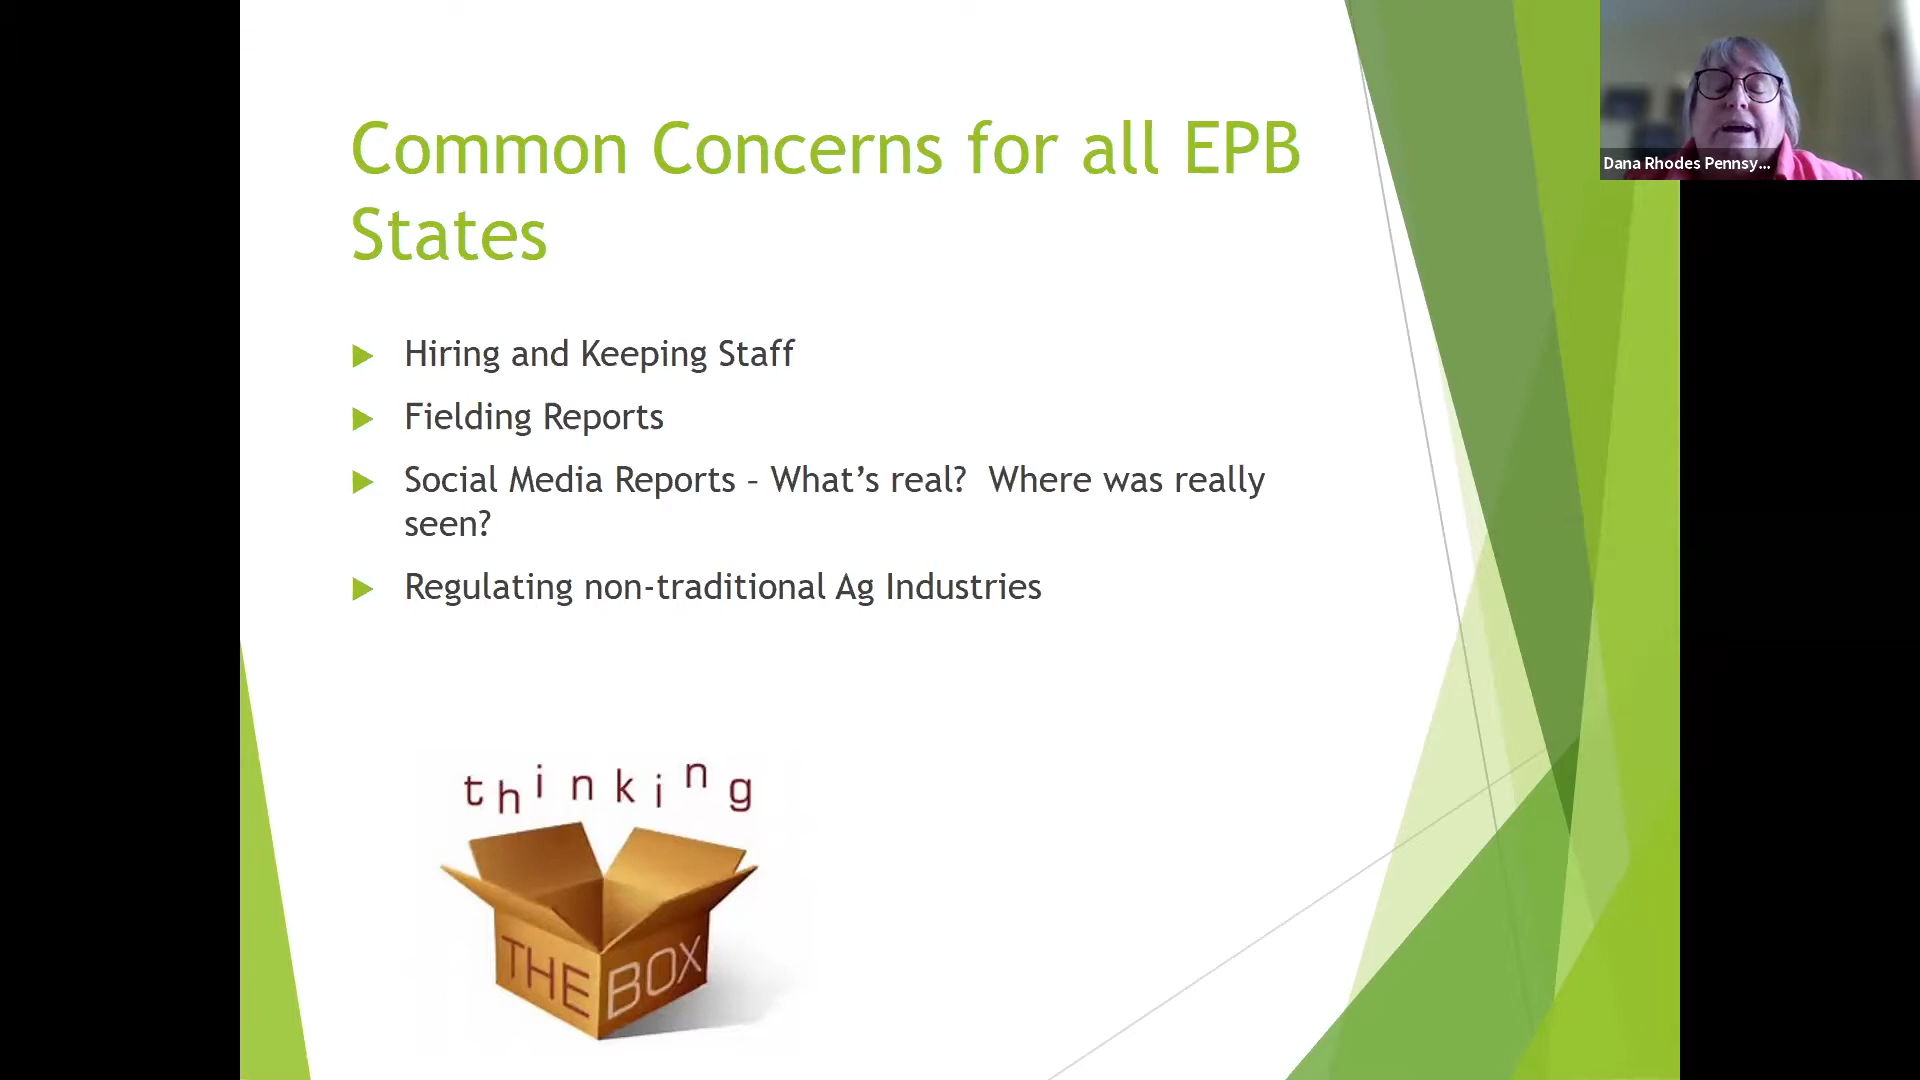 Common Concerns for all EPB
States
Hiring and Keeping Staff
Fielding Reports
Social Media Reports – What’s real?  Where was really
seen?
Regulating non-traditional Ag Industries
thinking
THE BOX
Dana Rhodes Pennsy...